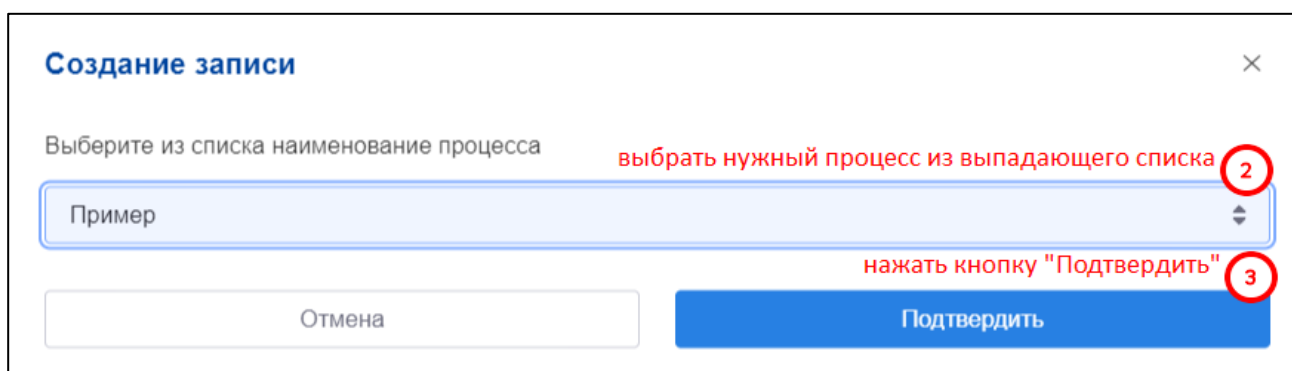 Создание записи
Выберите из списка наименование процесса
выбрать нужный процесс из выпадающего списка 2
Пример
нажать кнопку "Подтвердить" 3
Отмена Подтвердить